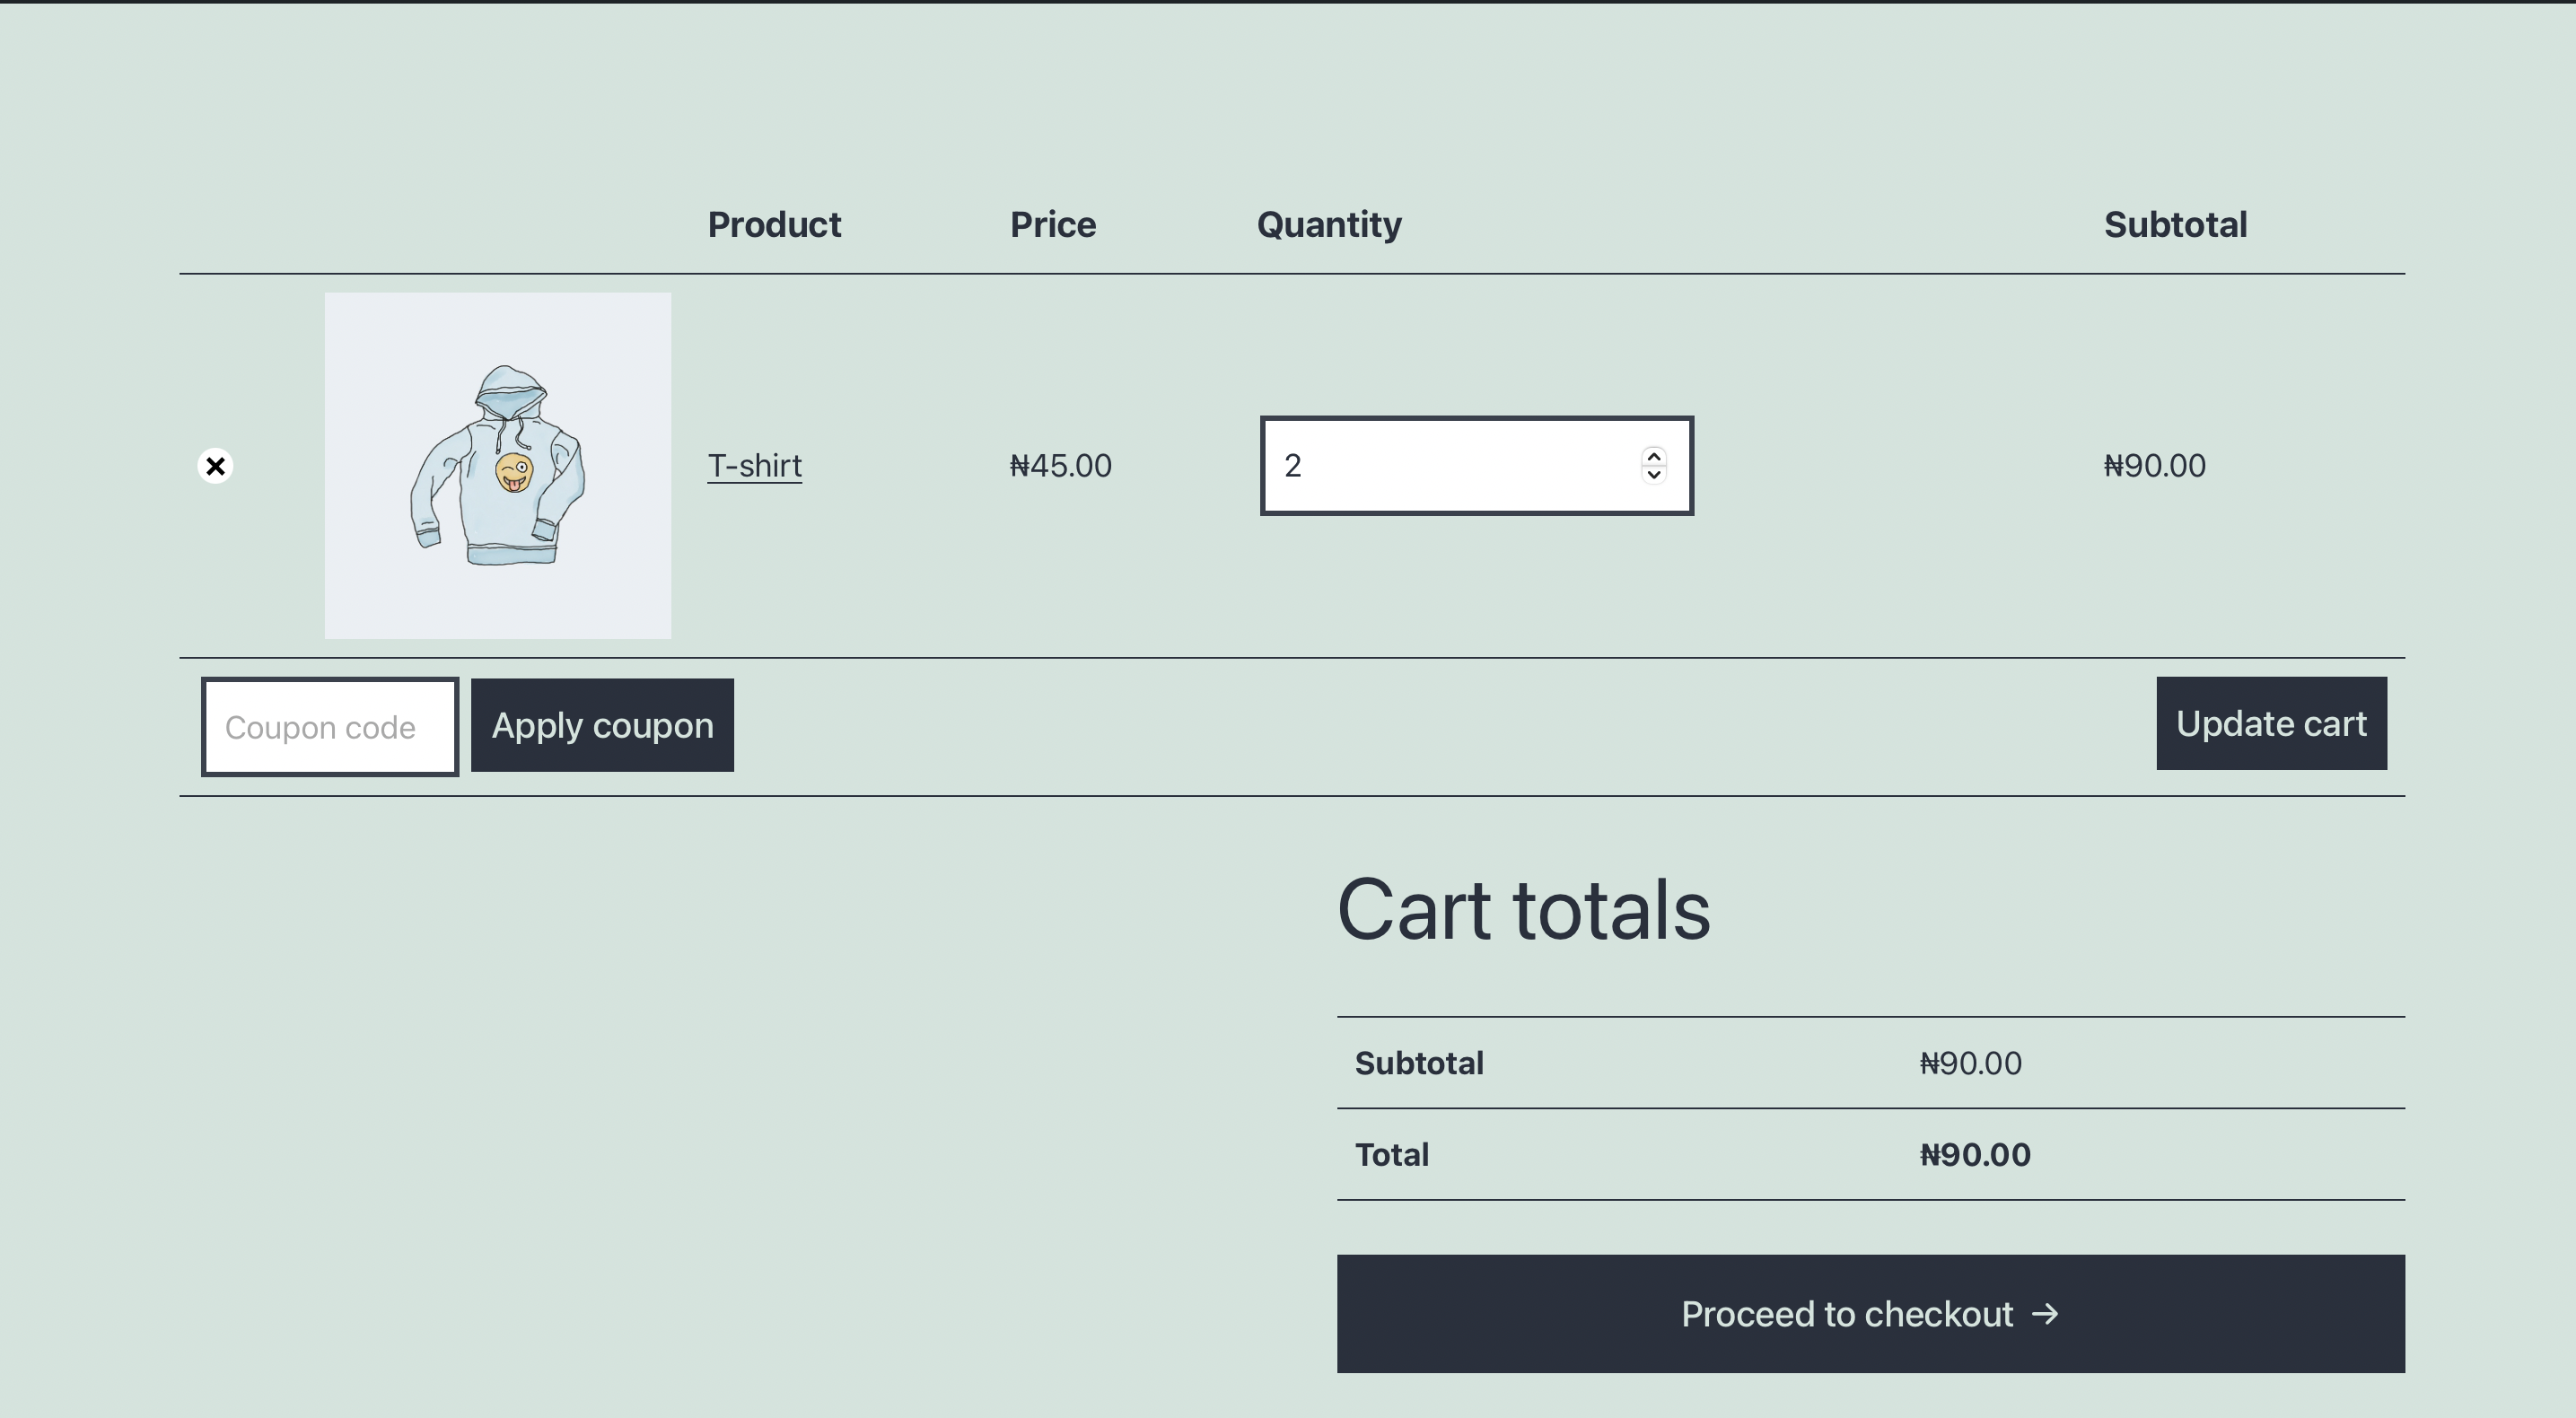 Product Price Quantity Subtotal
T-shirt ₦45.00 2 ₦90.00
Coupon code Apply coupon Update cart
Cart totals
Subtotal ₦90.00
Total ₦90.00
Proceed to checkout →